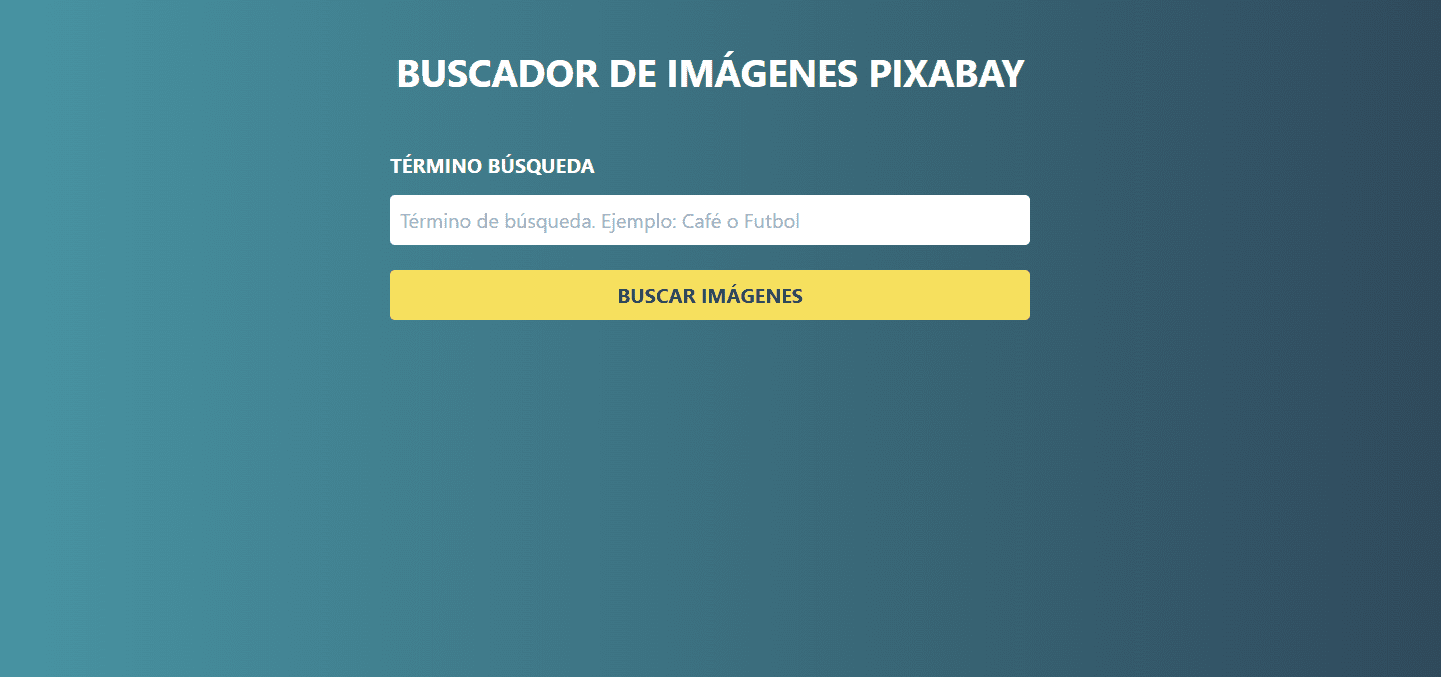 BUSCADOR DE IMÁGENES PIXABAY
TÉRMINO BÚSQUEDA
Término de búsqueda. Ejemplo: Café o Futbol
BUSCAR IMÁGENES